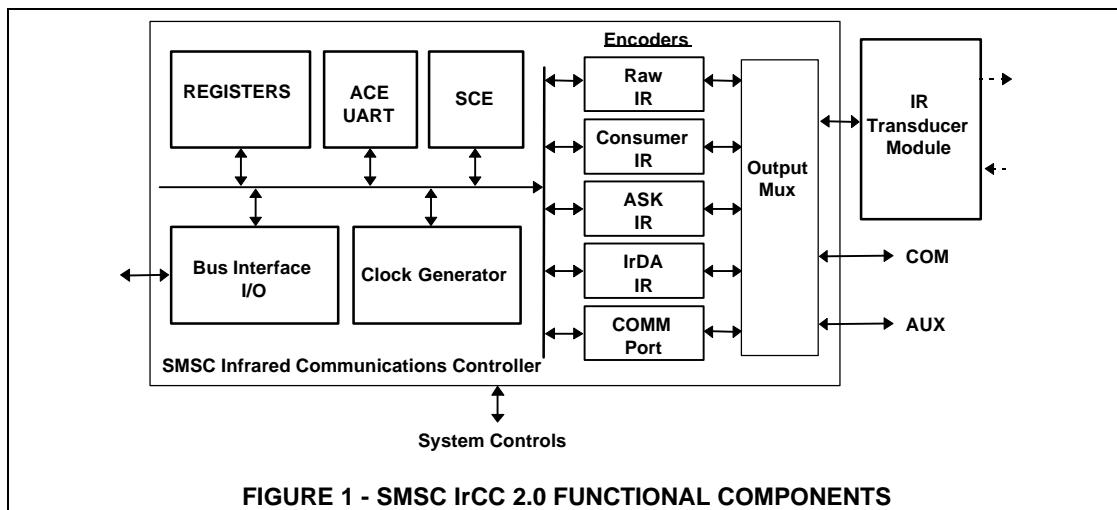 Encoders
REGISTERS
ACE
UART
SCE
Raw
IR
Consumer
IR
ASK
IR
IrDA
IR
COMM
Port
Output
Mux
IR
Transducer
Module
Bus Interface
I/O
Clock Generator
COM
AUX
SMSC Infrared Communications Controller
System Controls
FIGURE 1 - SMSC IrCC 2.0 FUNCTIONAL COMPONENTS